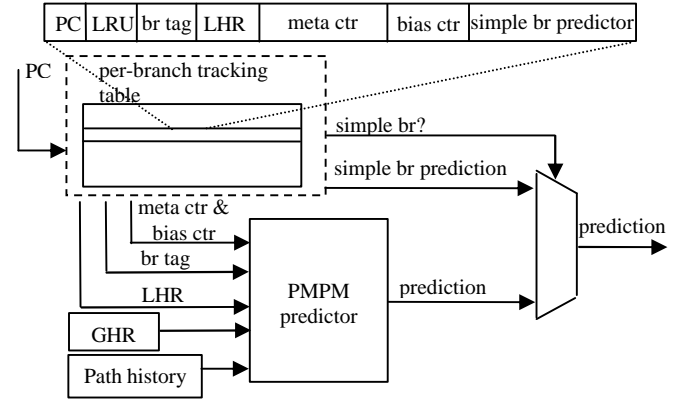 PC LRU br tag LHR meta ctr bias ctr simple br predictor
PC
per-branch tracking
table
simple br?
simple br prediction
prediction
meta ctr &
bias ctr
br tag
LHR
PMPM
predictor
prediction
GHR
Path history